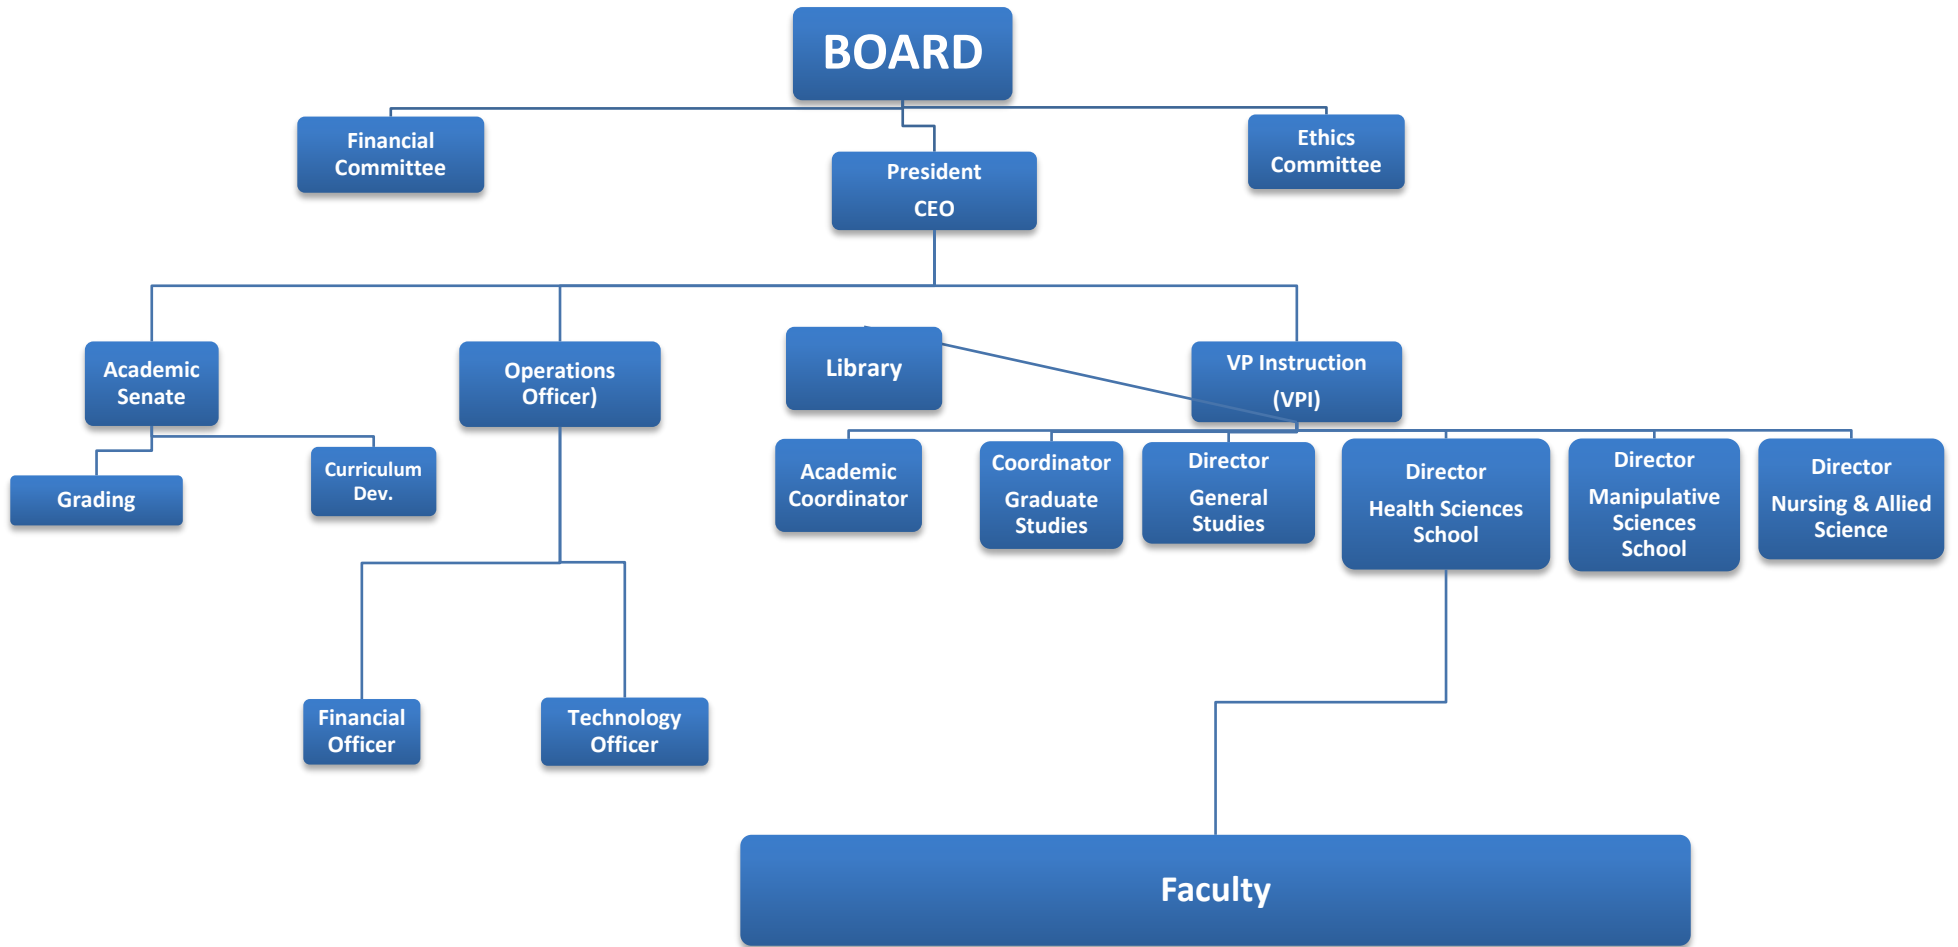 BOARD
Financial
Committee
Ethics
Committee
President
CEO
Academic
Senate
Operations
Officer)
Library
VP Instruction
(VPI)
Grading
Curriculum
Dev.
Academic
Coordinator
Coordinator
Graduate
Studies
Director
General
Studies
Director
Health Sciences
School
Director
Manipulative
Sciences
School
Director
Nursing & Allied
Science
Financial
Officer
Technology
Officer
Faculty